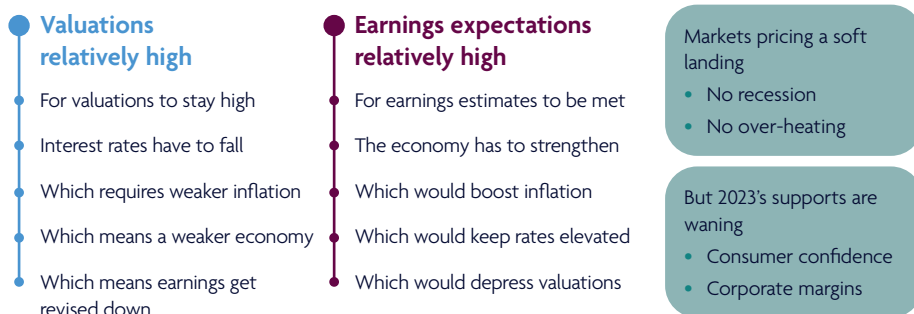 Valuations
relatively high
For valuations to stay high
Interest rates have to fall
Which requires weaker inflation
Which means a weaker economy
Which means earnings get
revised down
Earnings expectations
relatively high
For earnings estimates to be met
The economy has to strengthen
Which would boost inflation
Which would keep rates elevated
Which would depress valuations
Markets pricing a soft
landing
• No recession
• No over-heating
But 2023's supports are
waning
• Consumer confidence
• Corporate margins